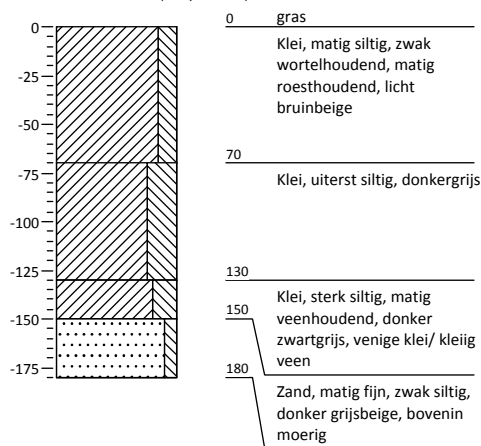 0 gras
0
Klei, matig siltig, zwak
wortelhoudend, matig
roesthoudend, licht
bruinbeige
-25
-50
70
-75
Klei, uiterst siltig, donkergrijs
-100
-125
130
Klei, sterk siltig, matig
150
veenhoudend, donker
-150
zwartgrijs, venige klei/ kleiig
veen
180
-175
Zand, matig fijn, zwak siltig,
donker grijsbeige, bovenin
moerig